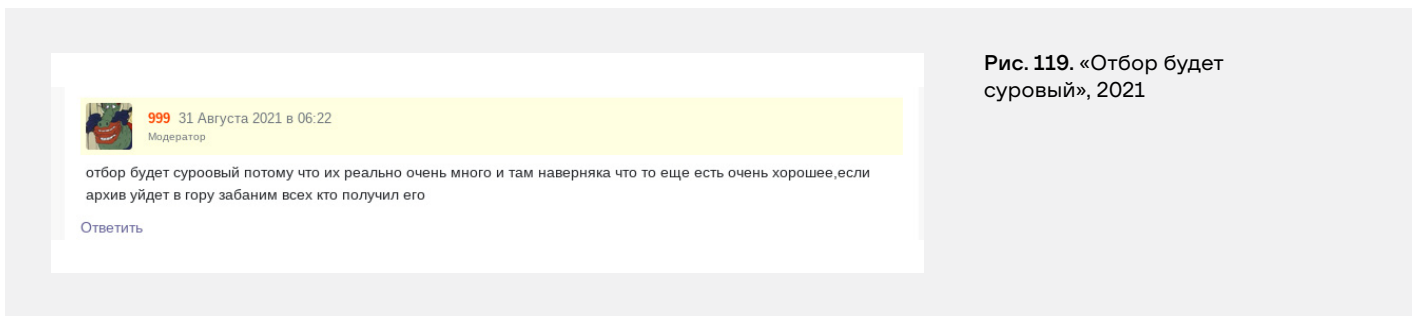 999 31 Августа 2021 в 06:22
Модератор
отбор будет суроовый потому что их реально очень много и там наверняка что то еще есть очень хорошее,если
архив уйдет в гору забаним всех кто получил его
Ответить
Рис. 119. «Отбор будет
суровый», 2021